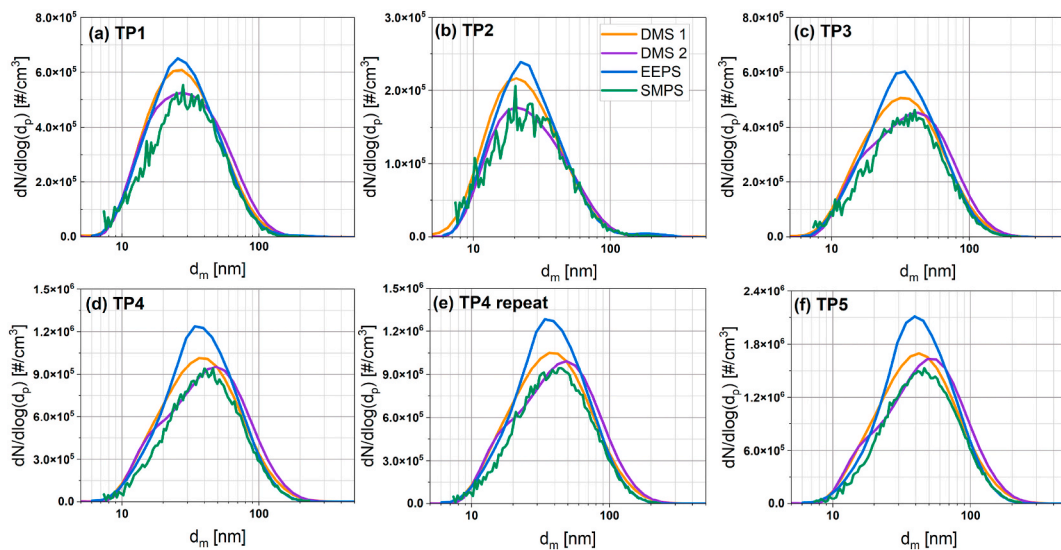 (a) TP1
dN/dlog(dₚ) [#/cm³]
8.0×10⁵
6.0×10⁵
4.0×10⁵
2.0×10⁵
0.0
10
100
dₘ [nm]
(b) TP2
DMS 1
DMS 2
EEPS
SMPS
dN/dlog(dₚ) [#/cm³]
3.0×10⁵
2.0×10⁵
1.0×10⁵
0.0
10
100
dₘ [nm]
(c) TP3
dN/dlog(dₚ) [#/cm³]
8.0×10⁵
6.0×10⁵
4.0×10⁵
2.0×10⁵
0.0
10
100
dₘ [nm]
(d) TP4
dN/dlog(dₚ) [#/cm³]
1.5×10⁶
1.2×10⁶
9.0×10⁵
6.0×10⁵
3.0×10⁵
0.0
10
100
dₘ [nm]
(e) TP4 repeat
dN/dlog(dₚ) [#/cm³]
1.5×10⁶
1.2×10⁶
9.0×10⁵
6.0×10⁵
3.0×10⁵
0.0
10
100
dₘ [nm]
(f) TP5
dN/dlog(dₚ) [#/cm³]
2.4×10⁶
1.8×10⁶
1.2×10⁶
6.0×10⁵
0.0
10
100
dₘ [nm]